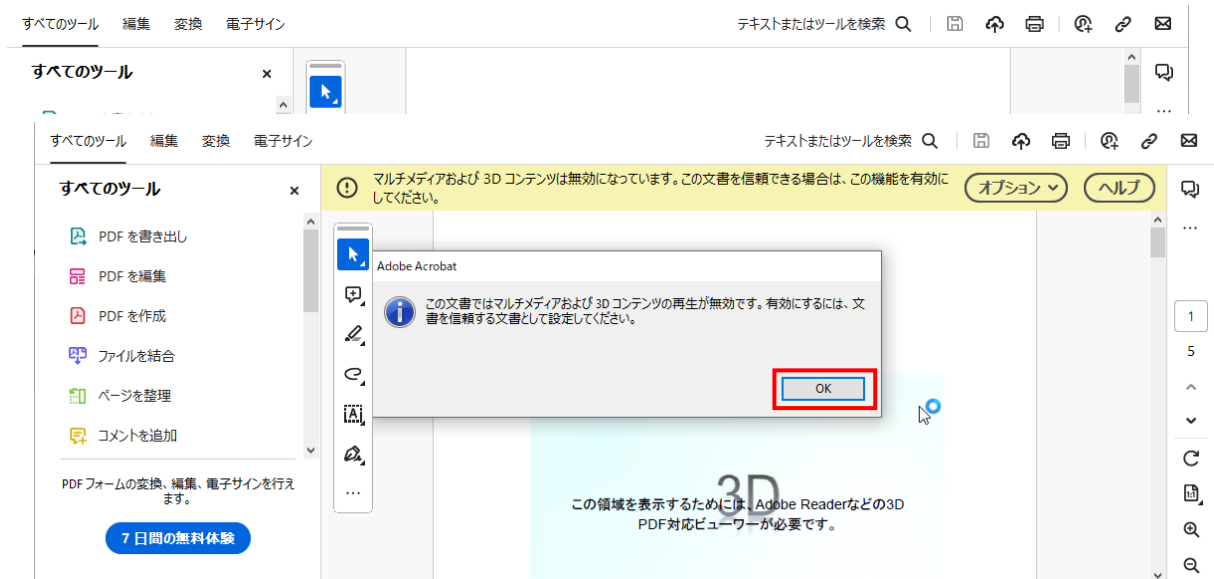 すべてのツール 編集 変換 電子サイン テキストまたはツールを検索
すべてのツール ×
すべてのツール 編集 変換 電子サイン テキストまたはツールを検索
すべてのツール ×
マルチメディアおよび 3D コンテンツは無効になっています。この文書を信頼できる場合は、この機能を有効に
してください。
オプション
ヘルプ
PDF を書き出し
PDF を編集
PDF を作成
ファイルを結合
ページを整理
コメントを追加
PDF フォームの変換、編集、電子サインを行え
ます。
7 日間の無料体験
Adobe Acrobat
この文書ではマルチメディアおよび 3D コンテンツの再生が無効です。有効にするには、文
書を信頼する文書として設定してください。
OK
3D
この領域を表示するためには、Adobe Readerなどの3D
PDF対応ビューワーが必要です。
1
5